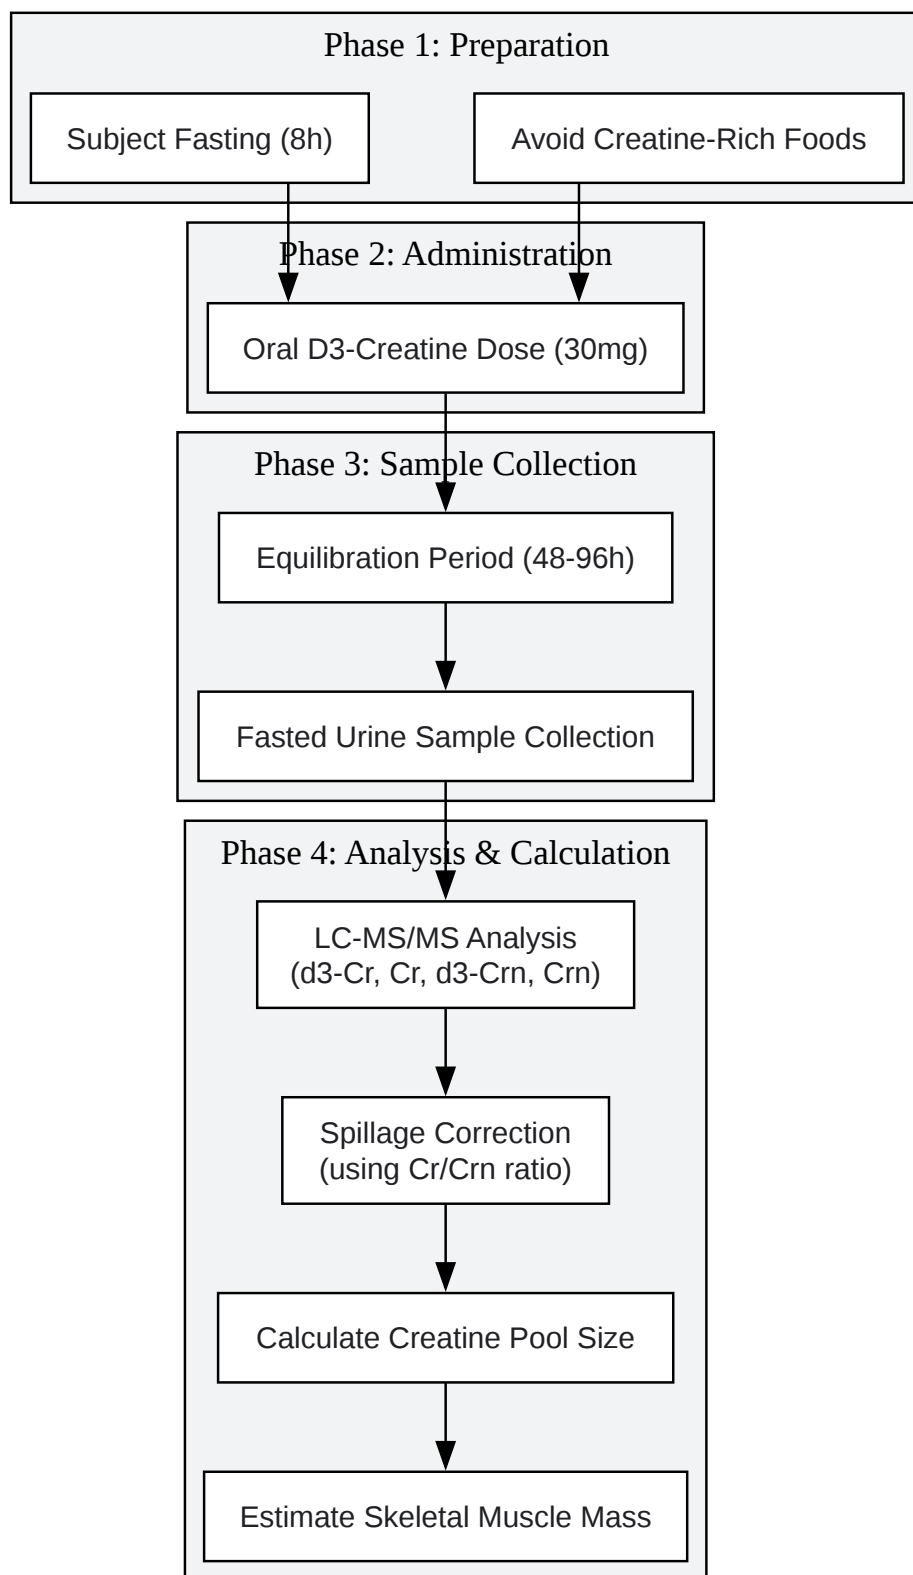 Phase 1: Preparation
Subject Fasting (8h)
Avoid Creatine-Rich Foods
Phase 2: Administration
Oral D3-Creatine Dose (30mg)
Phase 3: Sample Collection
Equilibration Period (48-96h)
Fasted Urine Sample Collection
Phase 4: Analysis & Calculation
LC-MS/MS Analysis
(d3-Cr, Cr, d3-Crn, Crn)
Spillage Correction
(using Cr/Crn ratio)
Calculate Creatine Pool Size
Estimate Skeletal Muscle Mass